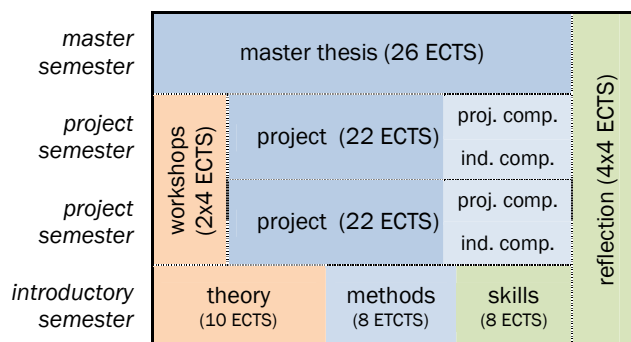 master
semester
master thesis (26 ECTS)
project
semester
workshops
(2x4 ECTS)
project (22 ECTS)
proj. comp.
ind. comp.
reflection (4x4 ECTS)
project
semester
project (22 ECTS)
proj. comp.
ind. comp.
introductory
semester
theory
(10 ECTS)
methods
(8 ETCTS)
skills
(8 ECTS)